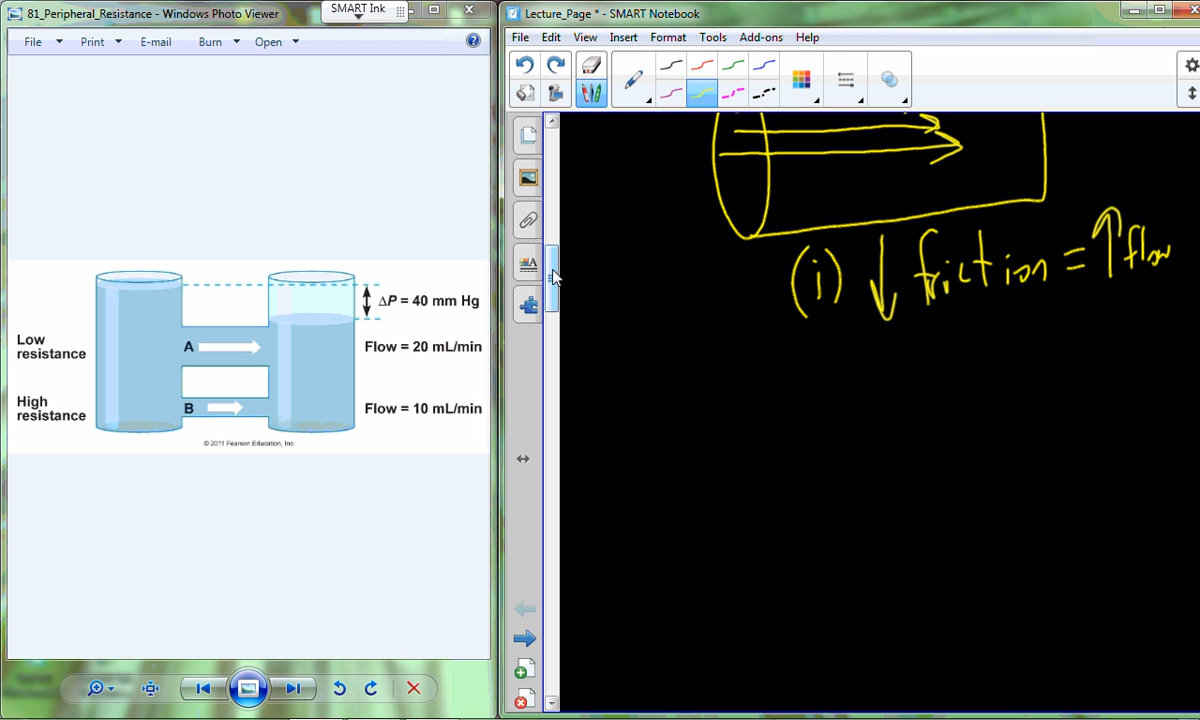 81_Peripheral_Resistance - Windows Photo Viewer
SMART Ink
File Print E-mail Burn Open
Low resistance
High resistance
A
B
ΔP = 40 mm Hg
Flow = 20 mL/min
Flow = 10 mL/min
© 2011 Pearson Education, Inc.
Lecture_Page * - SMART Notebook
File Edit View Insert Format Tools Add-ons Help
(i) ↓ friction = ↑ flow